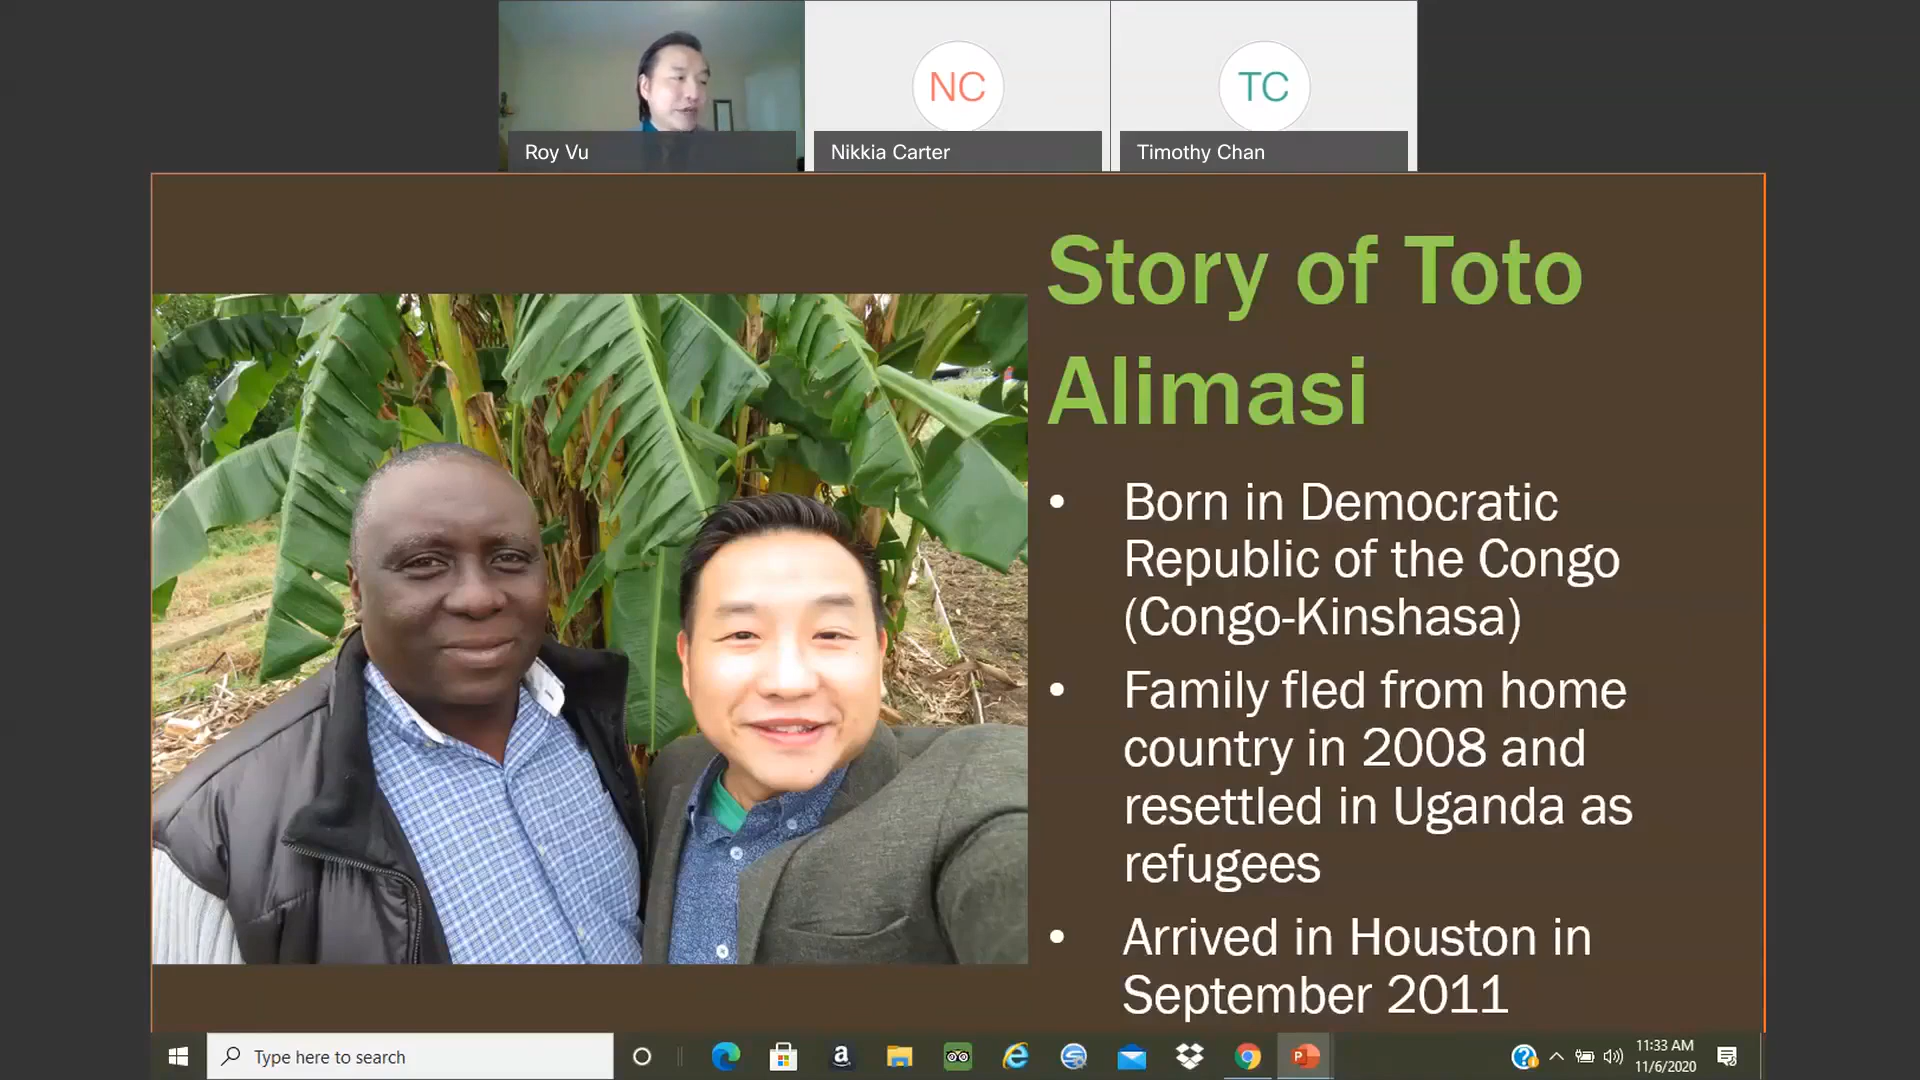 NC
TC
Roy Vu
Nikkia Carter
Timothy Chan
Story of Toto
Alimasi
• Born in Democratic
Republic of the Congo
(Congo-Kinshasa)
• Family fled from home
country in 2008 and
resettled in Uganda as
refugees
• Arrived in Houston in
September 2011
Type here to search
11:33 AM
11/6/2020